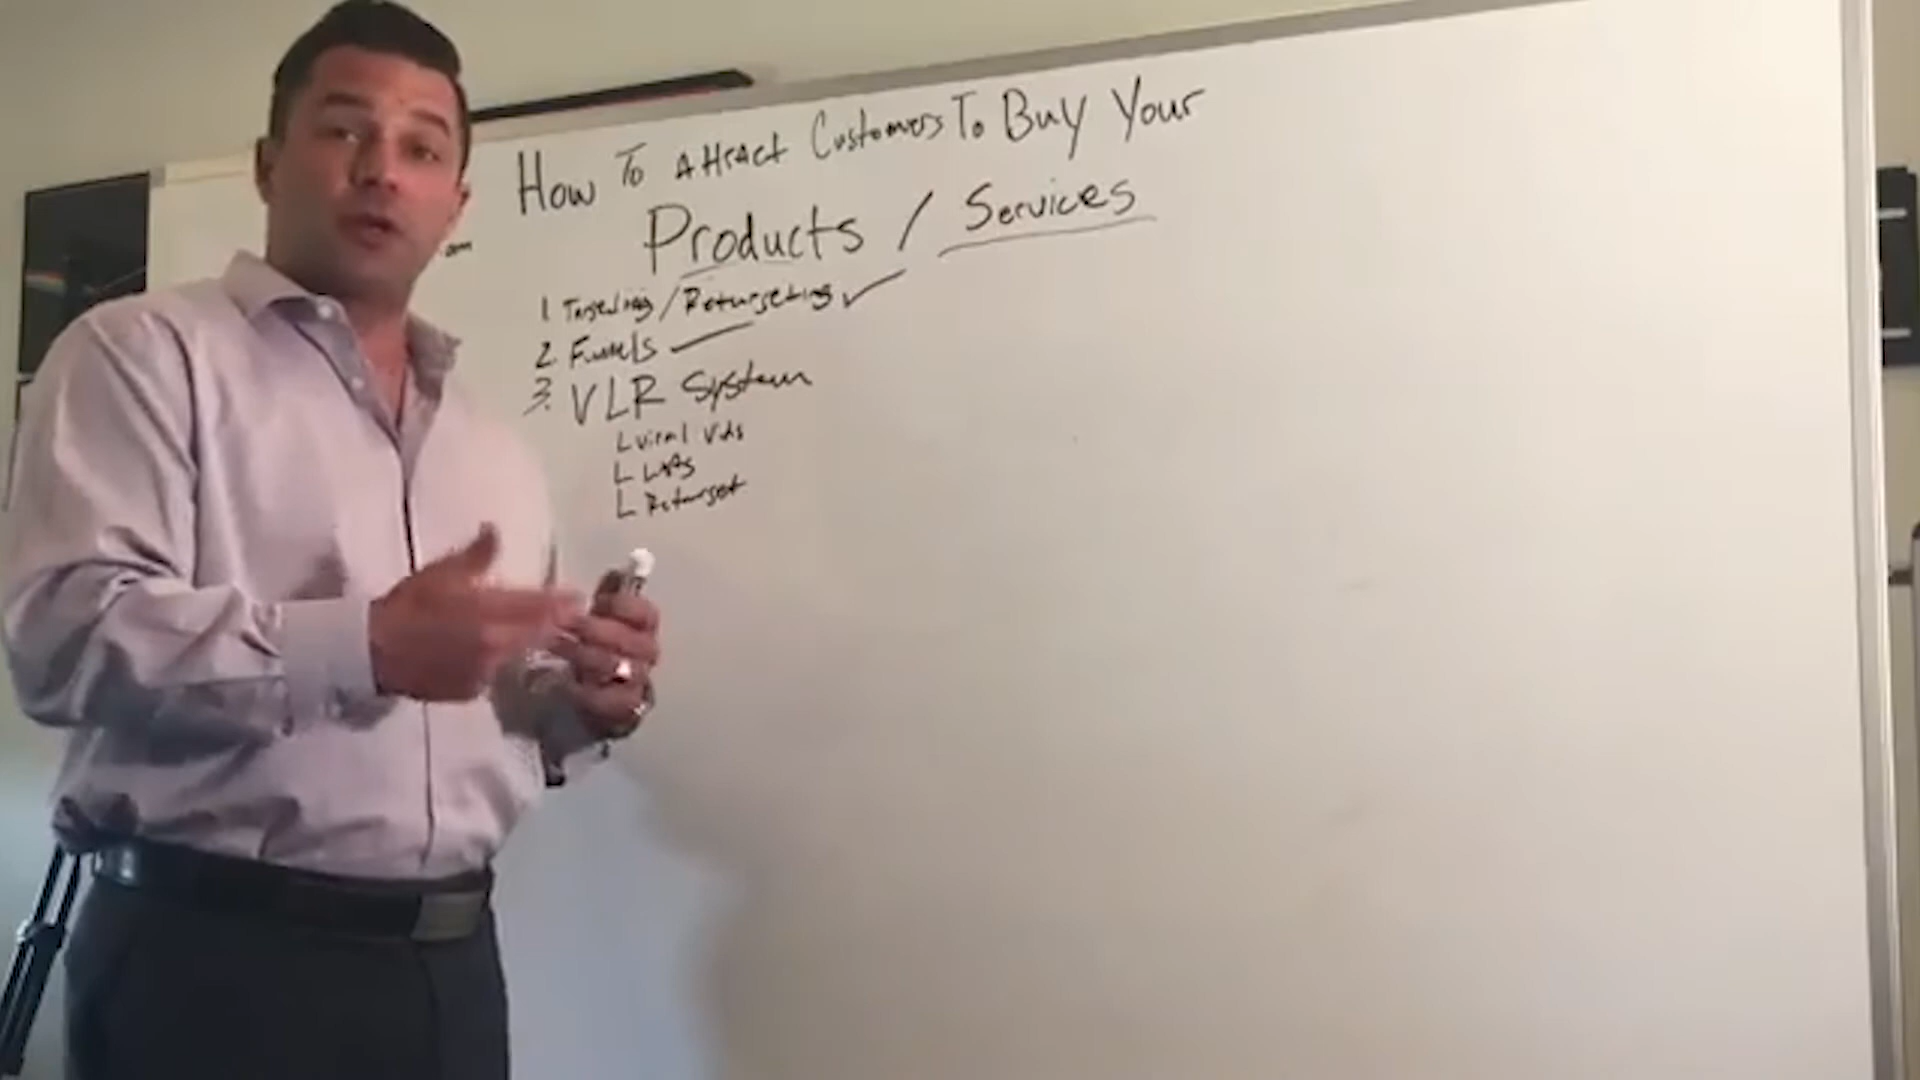 How To Attract Customers To Buy Your
Products / Services
1 Targeting/Retargeting ✓
2. Funnels
3. VLR System
L viral Vids
L
L Retarget